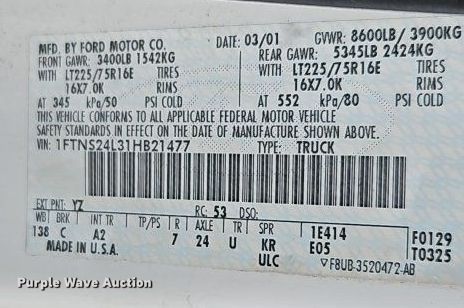 MFD. BY FORD MOTOR CO.
DATE: 03/01 GVWR: 8600LB/ 3900KG
FRONT GAWR: 3400LB 1542KG REAR GAWR: 5345LB 2424KG
WITH LT225/75R16E TIRES WITH LT225/75R16E TIRES
16X7.0K RIMS 16X7.0K RIMS
AT 345 kPa/50 PSI COLD AT 552 kPa/80 PSI COLD
THIS VEHICLE CONFORMS TO ALL APPLICABLE FEDERAL MOTOR VEHICLE
SAFETY STANDARDS IN EFFECT ON THE DATE OF MANUFACTURE SHOWN ABOVE.
VIN: 1FTNS24L31HB21477 TYPE: TRUCK
EXT PNT: YZ RC: 53 DSO:
WB BRK INT TR TP/PS R AXLE TR SPR
138 C A2 7 24 U KR 1E414 F0129
MADE IN U.S.A. ULC E05 T0325
F8UB-3520472-AB
Purple Wave Auction.com